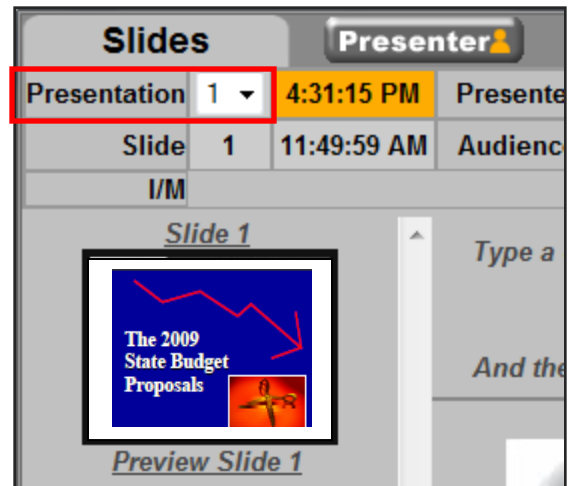 Slides Presenter
Presentation 1 4:31:15 PM Presente
Slide 1 11:49:59 AM Audienc
I/M
Slide 1
Type a
The 2009
State Budget
Proposals
And the
Preview Slide 1